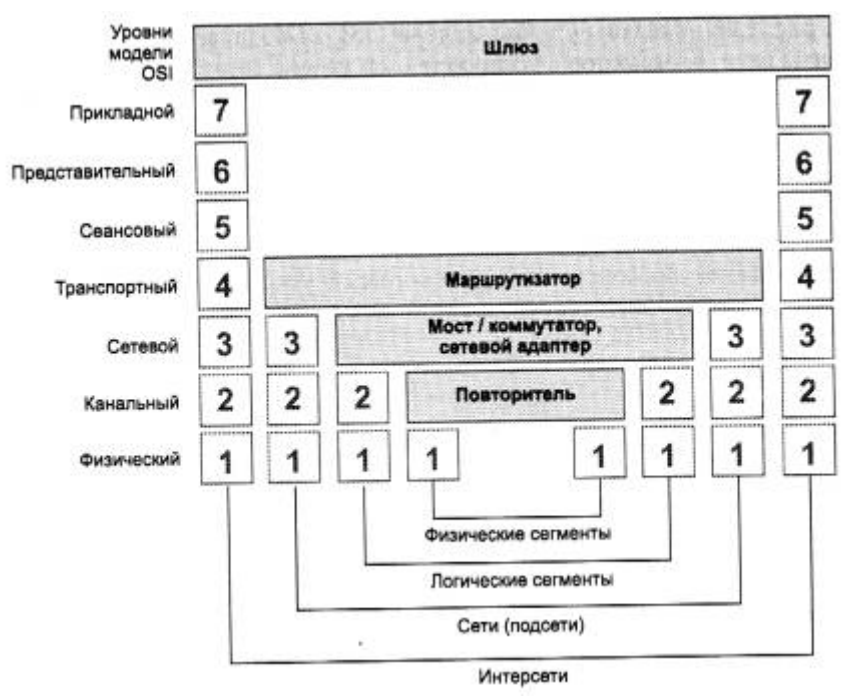 Уровни
модели
OSI
Шлюз
Прикладной 7 7
Представительный 6 6
Сеансовый 5 5
Транспортный 4 Маршрутизатор 4
Сетевой 3 3 Мост / коммутатор,
сетевой адаптер 3 3
Канальный 2 2 2 Повторитель 2 2 2
Физический 1 1 1 1 1 1 1 1
Физические сегменты
Логические сегменты
Сети (подсети)
Интерсети